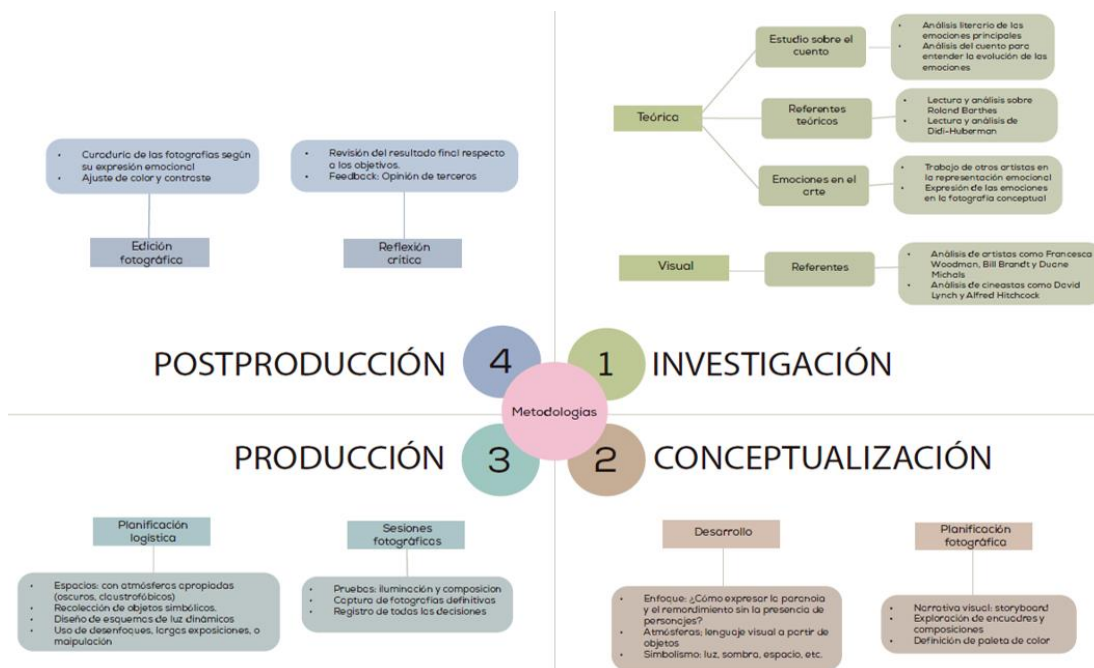 Estudio sobre el
cuento
Análisis literario de las
emociones principales
Análisis del cuento para
entender la evolución de las
emociones
Teórica
Referentes
teóricos
Lectura y análisis sobre
Roland Barthes
Lectura y análisis de
Didi-Huberman
Emociones en el
arte
Trabajo de otros artistas en
la representación emocional
Expresión de las emociones
en la fotografía conceptual
Visual
Referentes
Análisis de artistas como Francesca
Woodman, Bill Brandt y Duane
Michals
Análisis de cineastas como David
Lynch y Alfred Hitchcock
Curaduría de las fotografías según
su expresión emocional
Ajuste de color y contraste
Edición
fotográfica
Revisión del resultado final respecto
a los objetivos.
Feedback: Opinión de terceros
Reflexión
crítica
POSTPRODUCCIÓN
4
1
INVESTIGACIÓN
Metodologías
PRODUCCIÓN
3
2
CONCEPTUALIZACIÓN
Planificación
logística
Espacios: con atmósferas apropiadas
(oscuros, claustrofóbicos)
Recolección de objetos simbólicos.
Diseño de esquemas de luz dinámicos
Uso de desenfoques, largas exposiciones, o
maipulación
Sesiones
fotográficas
Pruebas: iluminación y composicion
Captura de fotografías definitivas
Registro de todas las decisiones
Desarrollo
Enfoque: ¿Cómo expresar la paranoia
y el remordimiento sin la presencia de
personajes?
Atmósferas: lenguaje visual a partir de
objetos
Simbolismo: luz, sombra, espacio, etc.
Planificación
fotográfica
Narrativa visual: storyboard
Exploración de encuadres y
composiciones
Definición de paleta de color